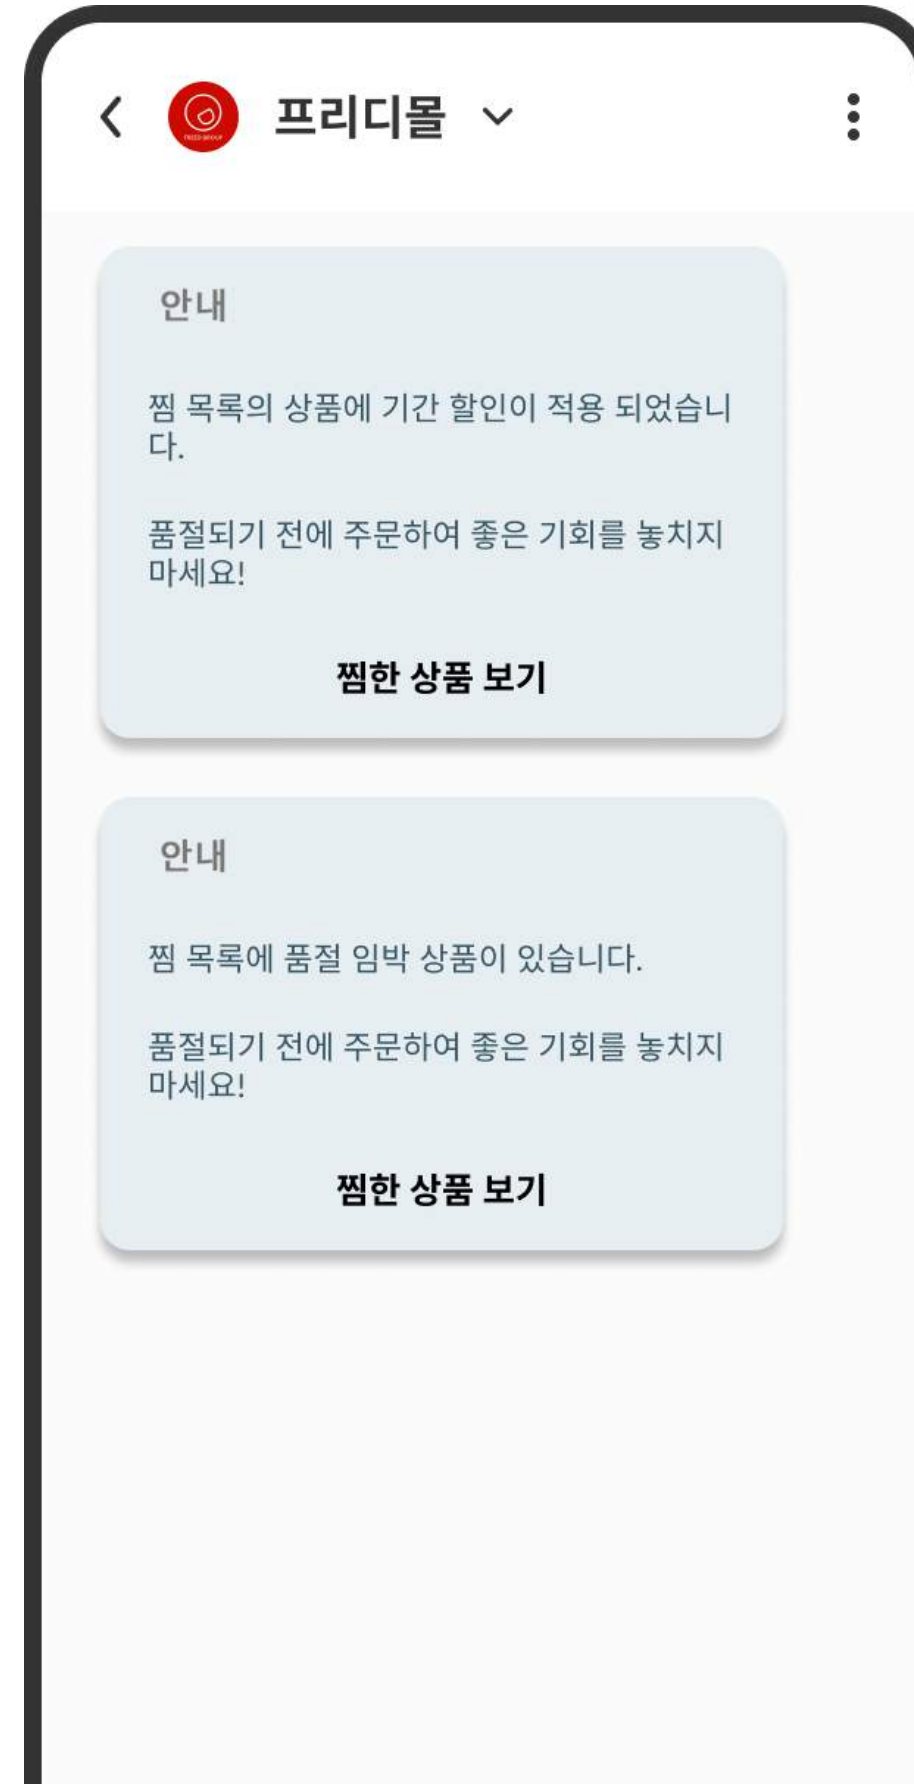 프리디몰
안내
찜 목록의 상품에 기간 할인이 적용 되었습니
다.
품절되기 전에 주문하여 좋은 기회를 놓치지
마세요!
찜한 상품 보기
안내
찜 목록에 품절 임박 상품이 있습니다.
품절되기 전에 주문하여 좋은 기회를 놓치지
마세요!
찜한 상품 보기